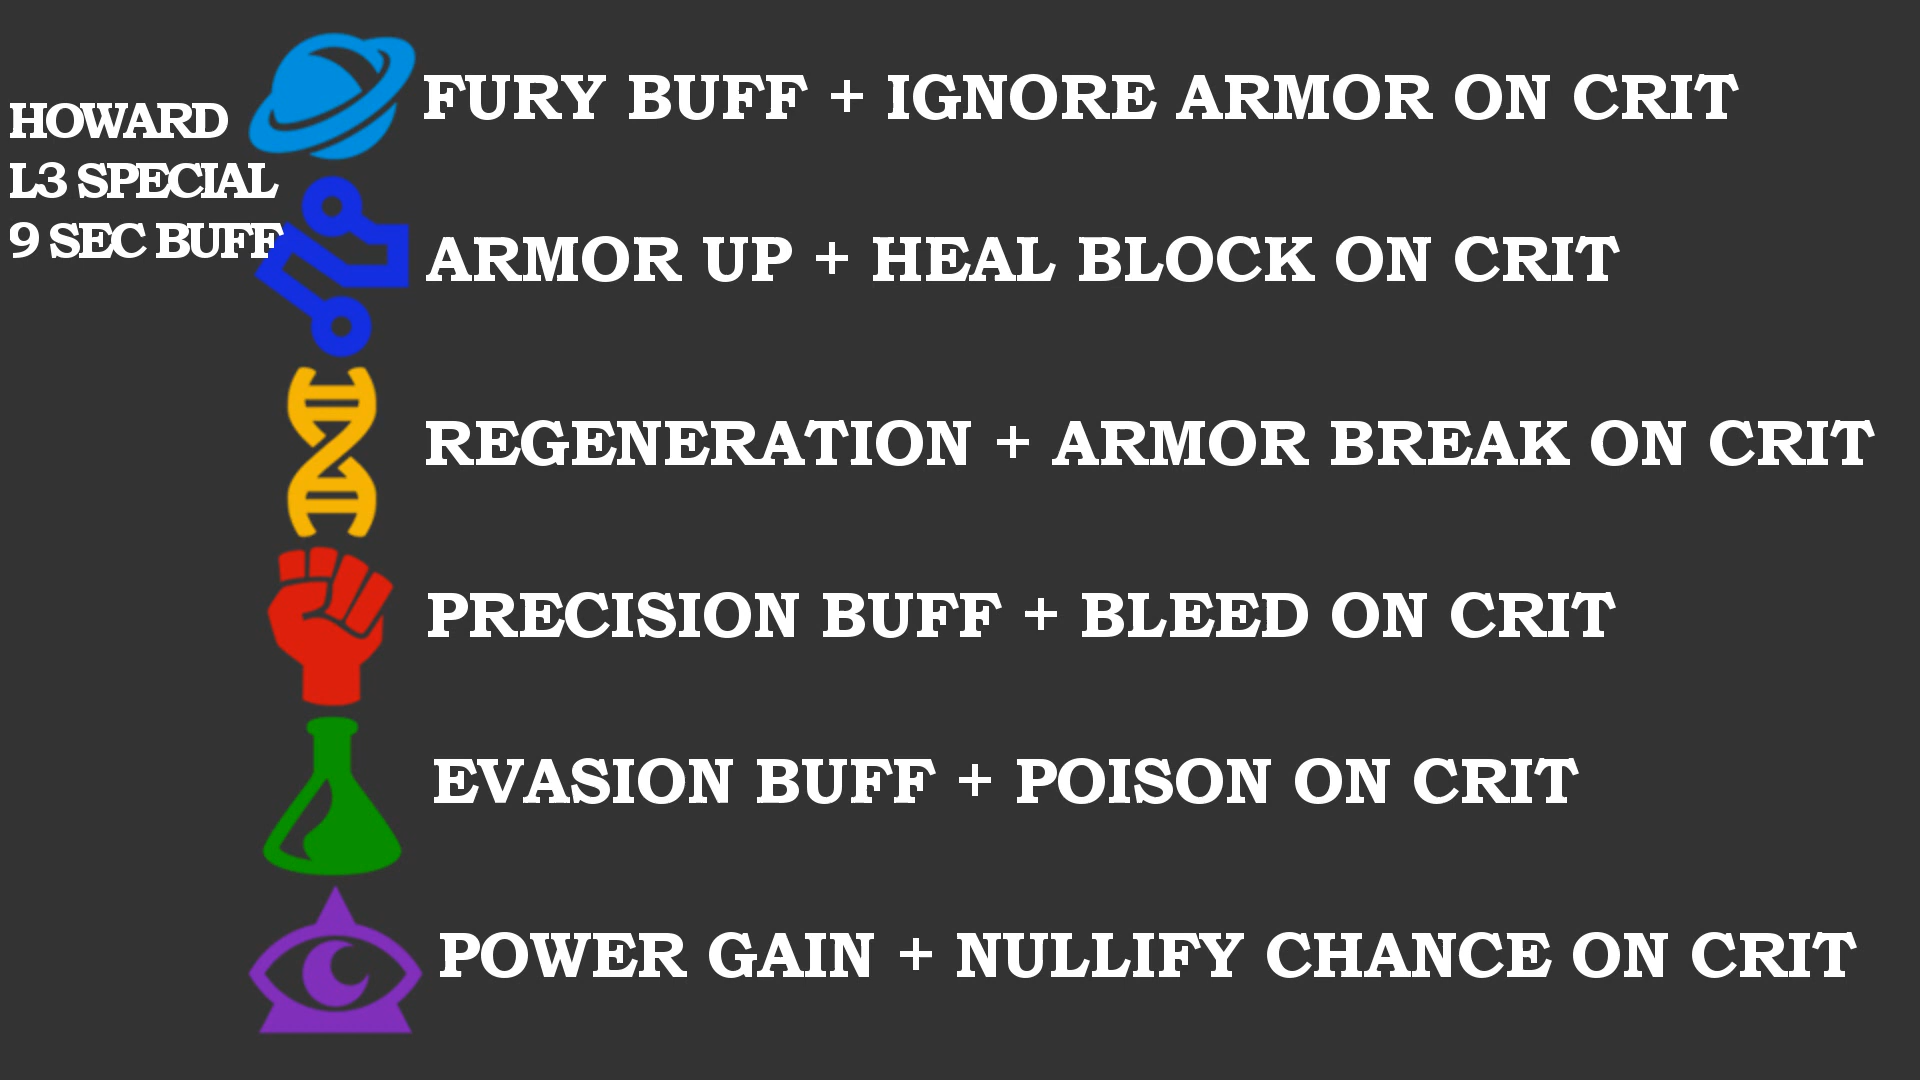 HOWARD
L3 SPECIAL
9 SEC BUFF
FURY BUFF + IGNORE ARMOR ON CRIT
ARMOR UP + HEAL BLOCK ON CRIT
REGENERATION + ARMOR BREAK ON CRIT
PRECISION BUFF + BLEED ON CRIT
EVASION BUFF + POISON ON CRIT
POWER GAIN + NULLIFY CHANCE ON CRIT